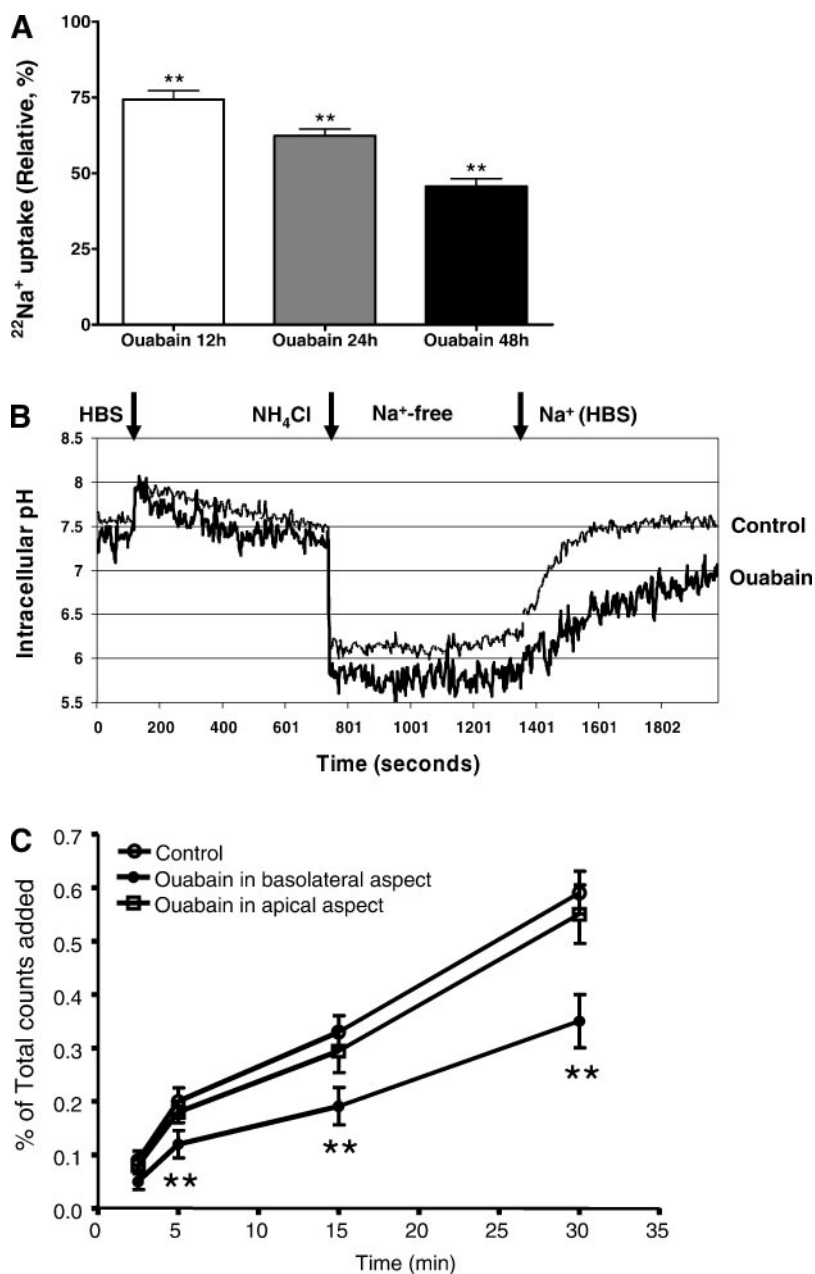 A
²²Na⁺ uptake (Relative, %)
100
75
50
25
0
**
**
**
Ouabain 12h Ouabain 24h Ouabain 48h
B
HBS NH₄Cl Na⁺-free Na⁺ (HBS)
Intracellular pH
8.5
8
7.5
7
6.5
6
5.5
Control
Ouabain
0 200 400 601 801 1001 1201 1401 1601 1802
Time (seconds)
C
% of Total counts added
0.7
0.6
0.5
0.4
0.3
0.2
0.1
0.0
Control
Ouabain in basolateral aspect
Ouabain in apical aspect
**
**
**
0 5 10 15 20 25 30 35
Time (min)